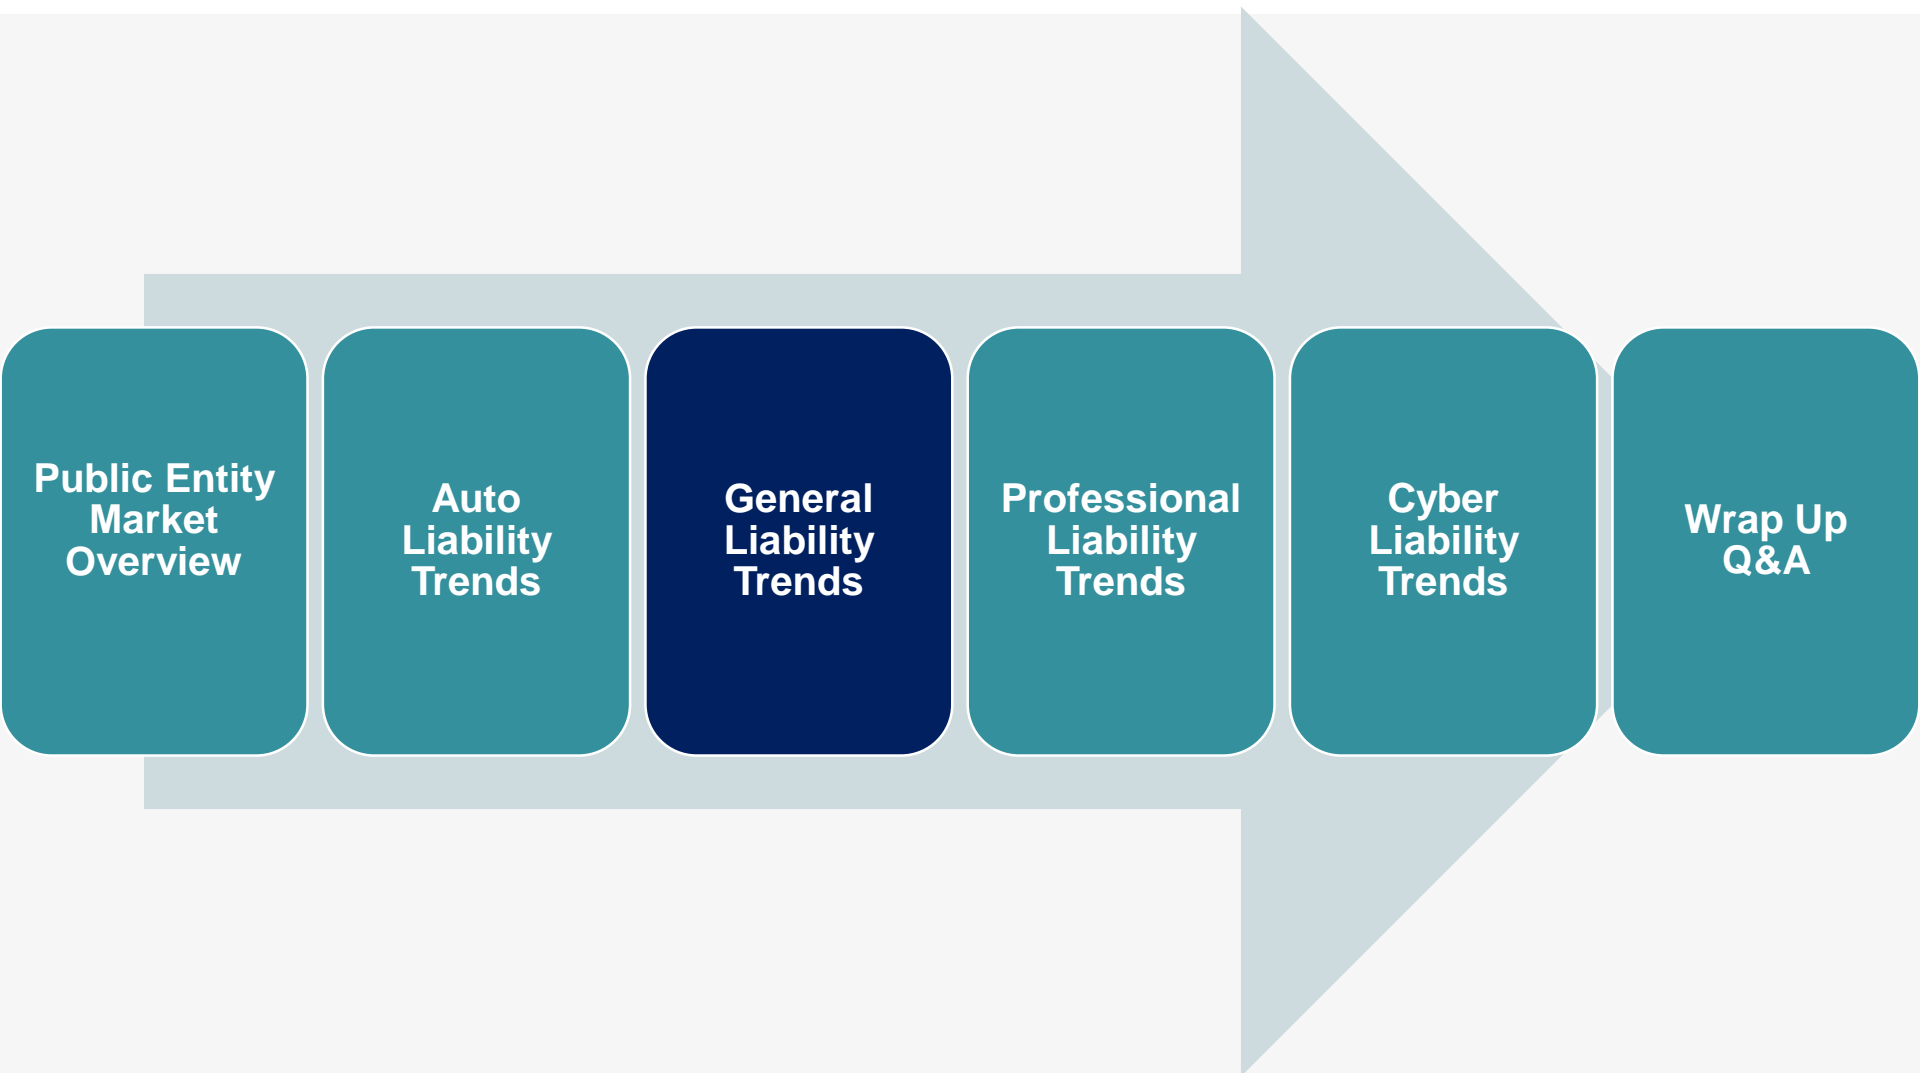 Public Entity
Market
Overview
Auto
Liability
Trends
General
Liability
Trends
Professional
Liability
Trends
Cyber
Liability
Trends
Wrap Up
Q&A